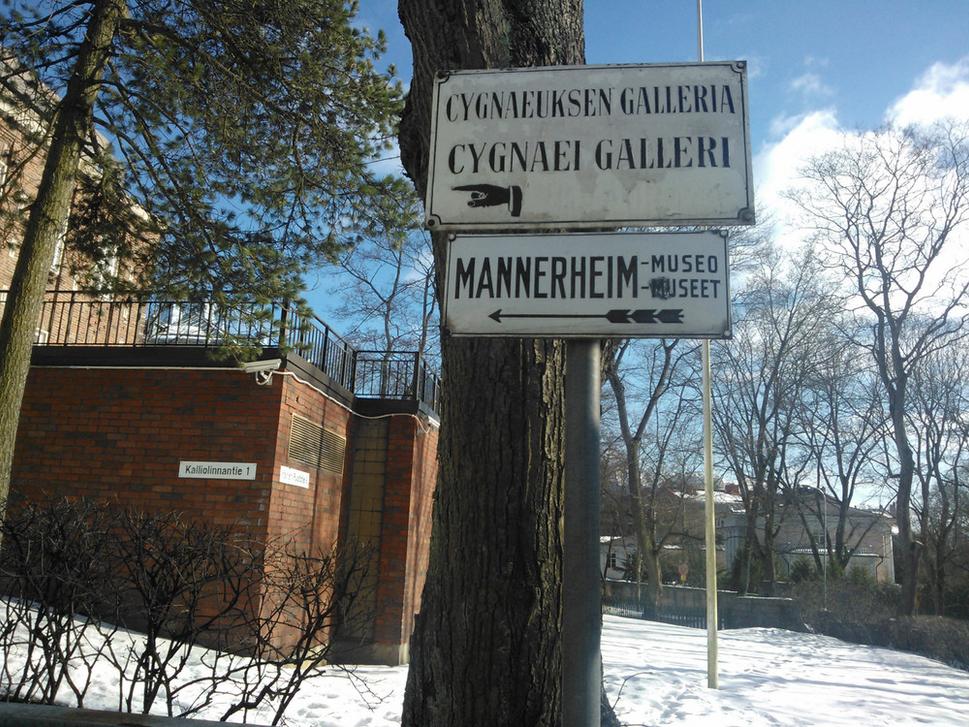 CYGNAEUKSEN GALLERIA
CYGNAEI GALLERI
MANNERHEIM-MUSEO
-MUSEET
Kalliolinnantie 1